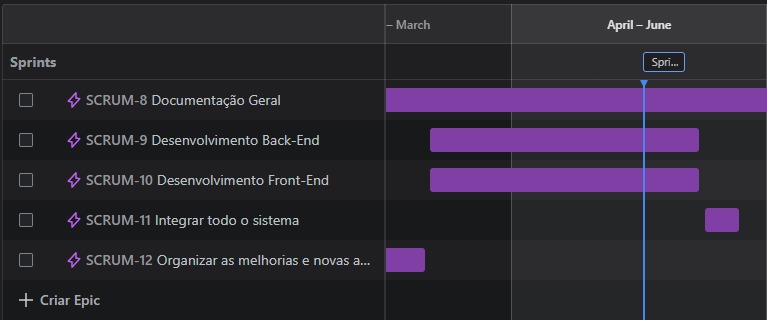 – March
April – June
Sprints
Spri...
SCRUM-8 Documentação Geral
SCRUM-9 Desenvolvimento Back-End
SCRUM-10 Desenvolvimento Front-End
SCRUM-11 Integrar todo o sistema
SCRUM-12 Organizar as melhorias e novas a...
Criar Epic